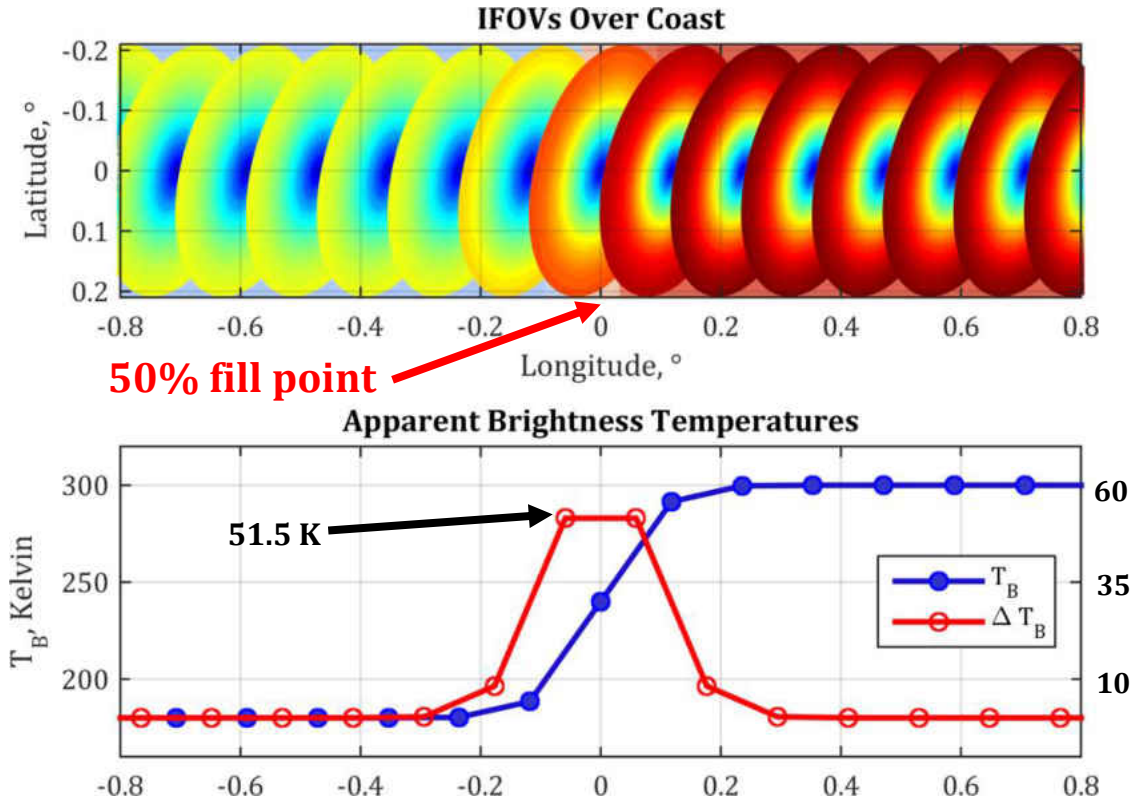 IFOVs Over Coast
Latitude, °
-0.2
-0.1
0
0.1
0.2
-0.8 -0.6 -0.4 -0.2 0 0.2 0.4 0.6 0.8
Longitude, °
50% fill point
Apparent Brightness Temperatures
T_B, Kelvin
300
250
200
60
35
10
51.5 K
T_B
Δ T_B
-0.8 -0.6 -0.4 -0.2 0 0.2 0.4 0.6 0.8